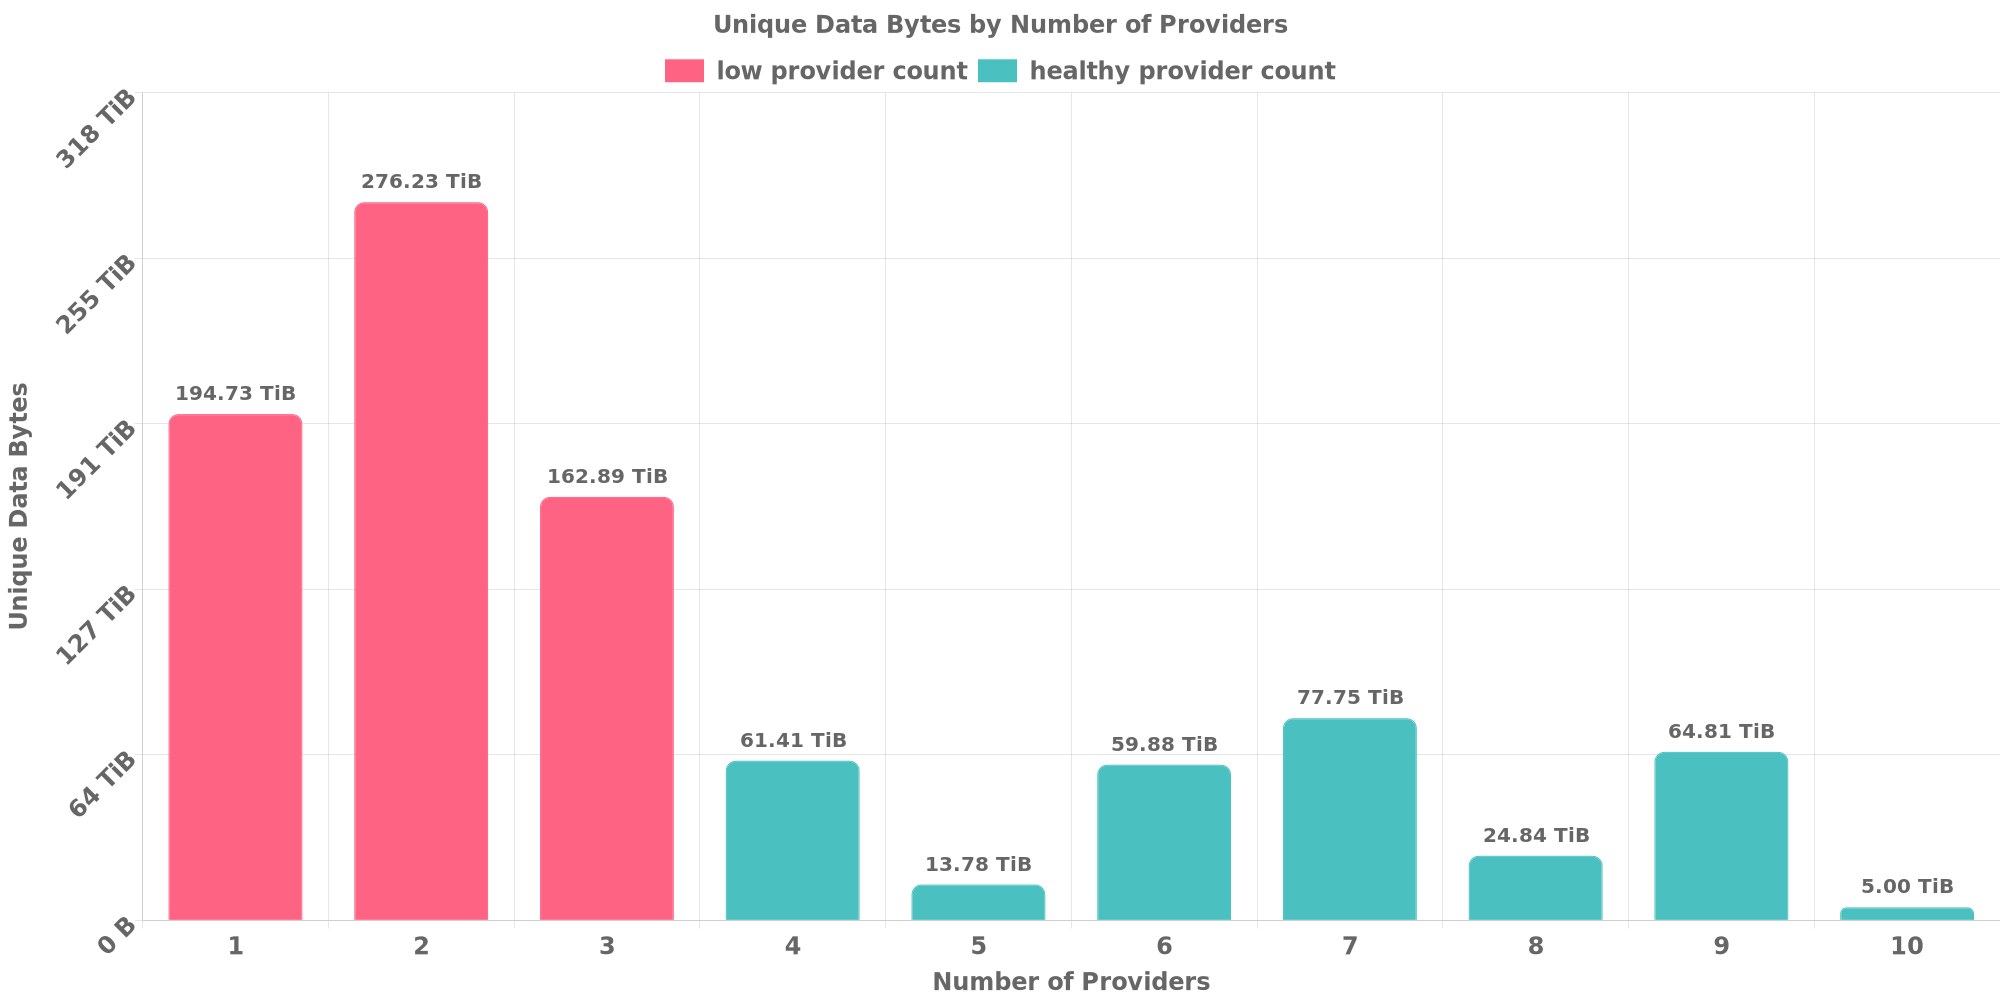 Unique Data Bytes by Number of Providers
low provider count healthy provider count
318 TiB
255 TiB
191 TiB
127 TiB
64 TiB
0 B
Unique Data Bytes
194.73 TiB
276.23 TiB
162.89 TiB
61.41 TiB
13.78 TiB
59.88 TiB
77.75 TiB
24.84 TiB
64.81 TiB
5.00 TiB
1 2 3 4 5 6 7 8 9 10
Number of Providers